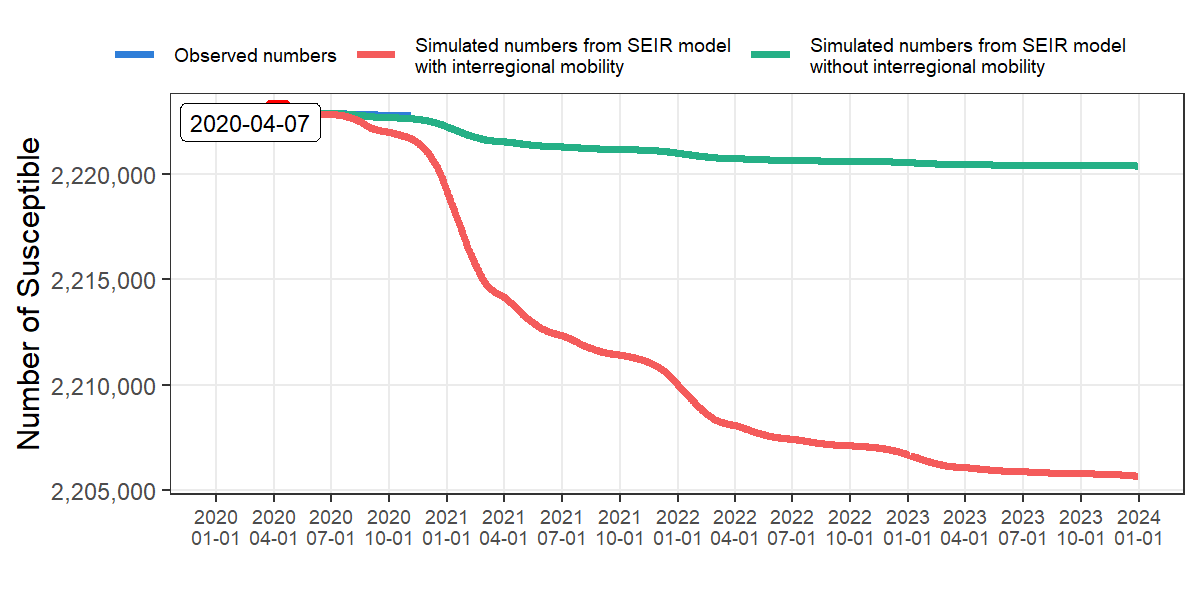 Observed numbers
Simulated numbers from SEIR model
with interregional mobility
Simulated numbers from SEIR model
without interregional mobility
Number of Susceptible
2020-04-07
2,220,000
2,215,000
2,210,000
2,205,000
2020 2020 2020 2020 2021 2021 2021 2021 2022 2022 2022 2022 2023 2023 2023 2023 2024
01-01 04-01 07-01 10-01 01-01 04-01 07-01 10-01 01-01 04-01 07-01 10-01 01-01 04-01 07-01 10-01 01-01